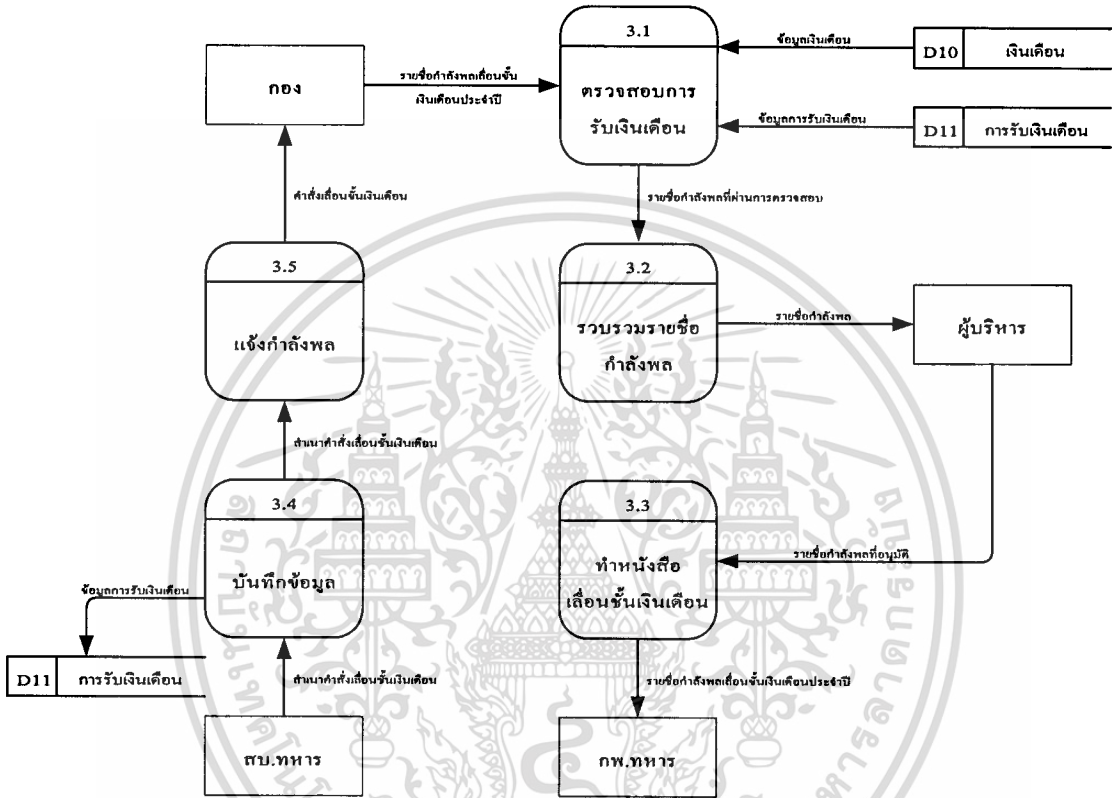 3.1
ข้อมูลเงินเดือน
D10
เงินเดือน
กอง
รายชื่อกำลังพลเลื่อนชั้น
เงินเดือนประจำปี
ตรวจสอบการ
รับเงินเดือน
ข้อมูลการรับเงินเดือน
D11
การรับเงินเดือน
คำสั่งเลื่อนชั้นเงินเดือน
รายชื่อกำลังพลที่ผ่านการตรวจสอบ
3.5
แจ้งกำลังพล
3.2
รวบรวมรายชื่อ
กำลังพล
รายชื่อกำลังพล
ผู้บริหาร
สำเนาคำสั่งเลื่อนชั้นเงินเดือน
3.4
บันทึกข้อมูล
3.3
ทำหนังสือ
เลื่อนชั้นเงินเดือน
รายชื่อกำลังพลที่อนุมัติ
ข้อมูลการรับเงินเดือน
D11
การรับเงินเดือน
สำเนาคำสั่งเลื่อนชั้นเงินเดือน
รายชื่อกำลังพลเลื่อนชั้นเงินเดือนประจำปี
สบ.ทหาร
กพ.ทหาร